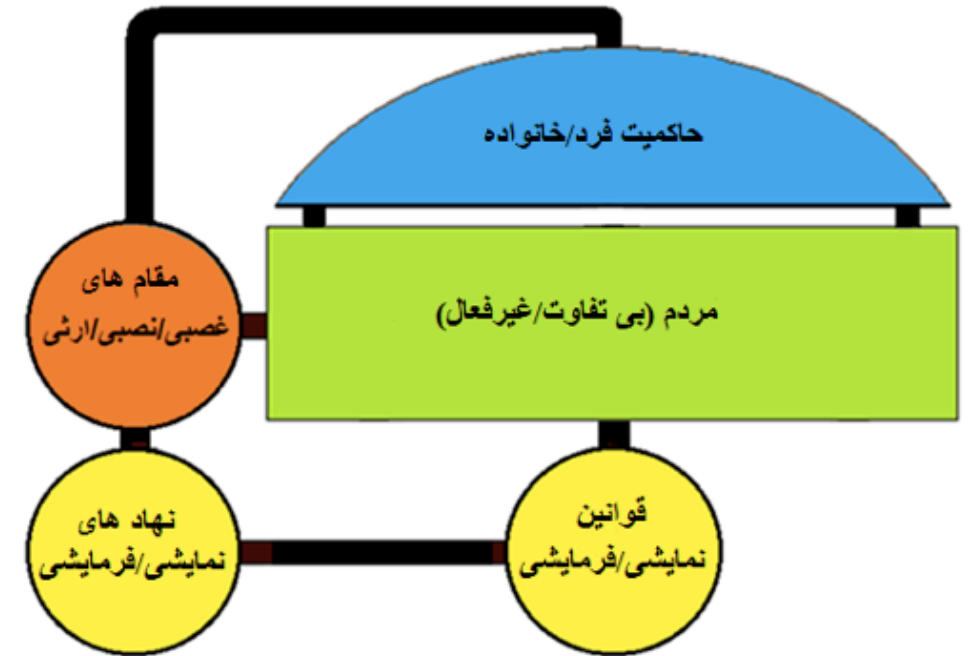 حاکمیت فرد/خانواده
مردم (بی تفاوت/غیرفعال)
مقام های
غصبی/نصبی/ارثی
نهاد های
نمایشی/فرمایشی
قوانین
نمایشی/فرمایشی